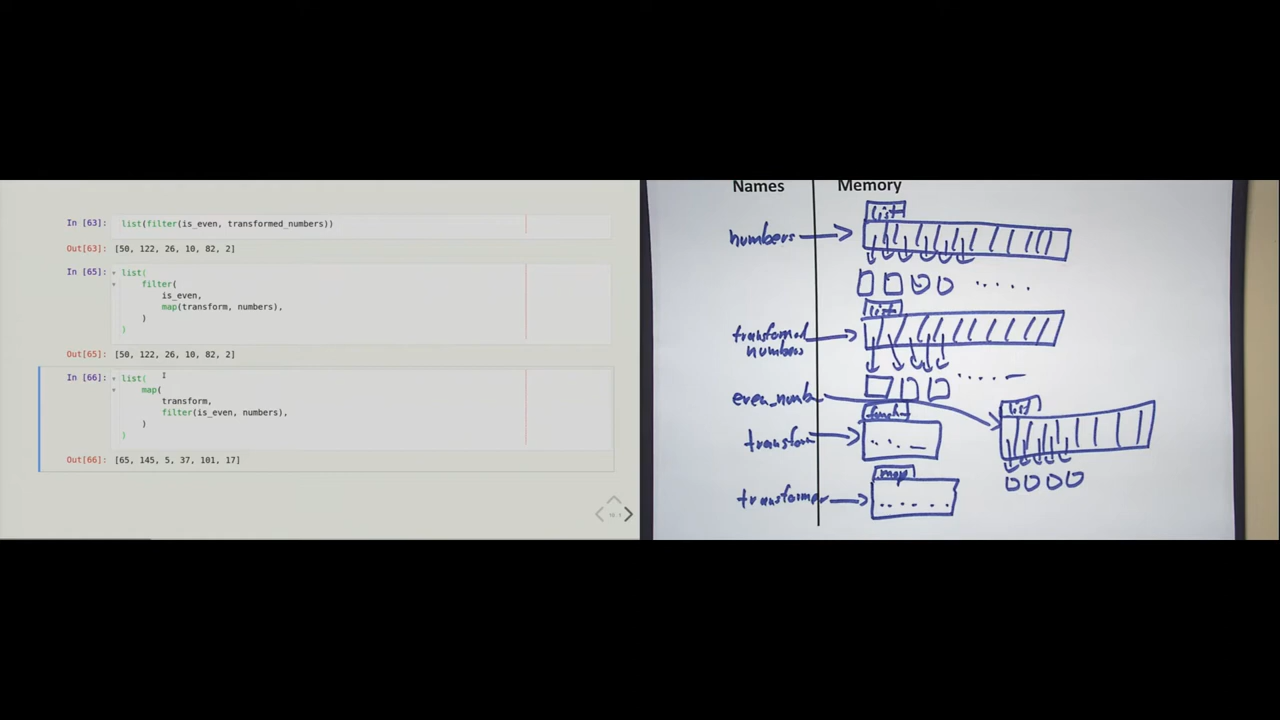 In [63]: list(filter(is_even, transformed_numbers))
Out[63]: [50, 122, 26, 10, 82, 2]
In [65]: list(
filter(
is_even,
map(transform, numbers),
)
)
Out[65]: [50, 122, 26, 10, 82, 2]
In [66]: list(
map(
transform,
filter(is_even, numbers),
)
)
Out[66]: [65, 145, 5, 37, 101, 17]
Names Memory
list
numbers
list
transformed
numbers
even_numb
list
transform
map
transformer